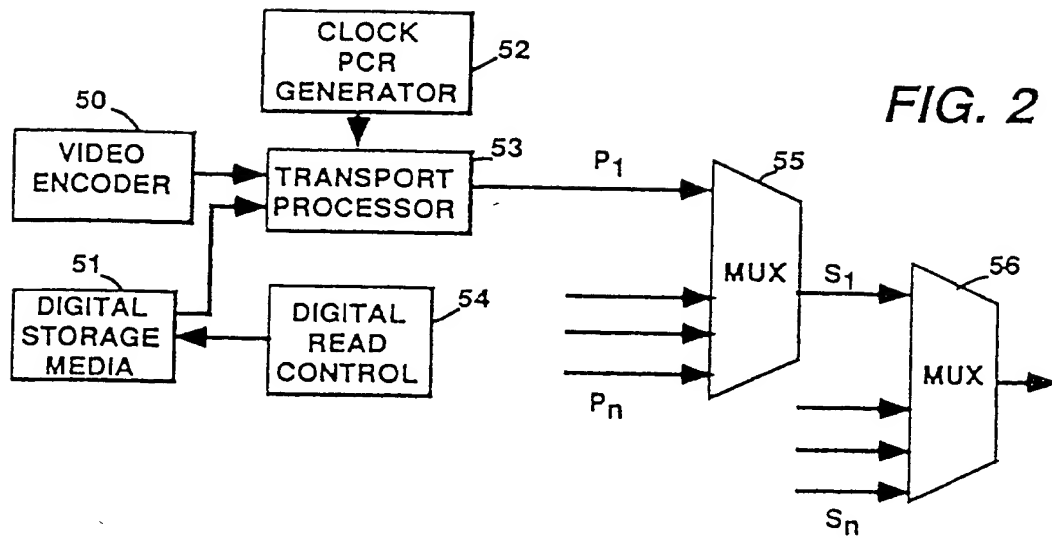 CLOCK
PCR
GENERATOR
52
FIG. 2
50
VIDEO
ENCODER
53
TRANSPORT
PROCESSOR
P1
55
MUX
51
DIGITAL
STORAGE
MEDIA
DIGITAL
READ
CONTROL
54
Pn
S1
56
MUX
Sn